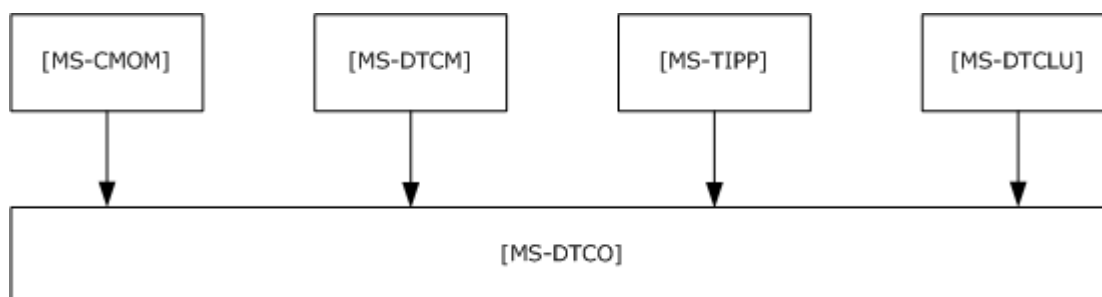 [MS-CMOM]
[MS-DTCM]
[MS-TIPP]
[MS-DTCLU]
[MS-DTCO]